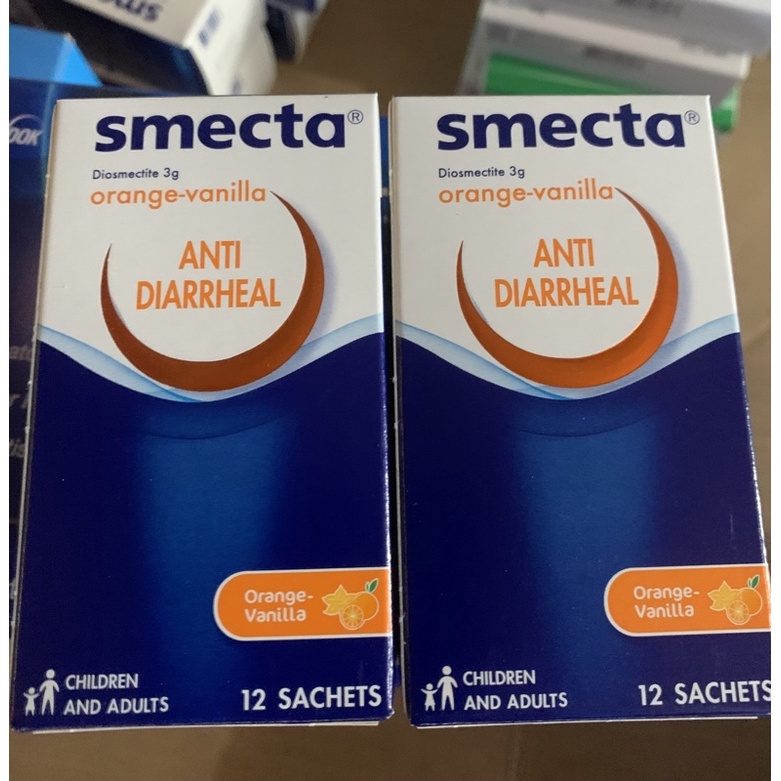 smecta®
Diosmectite 3g
orange-vanilla
ANTI
DIARRHEAL
Orange-
Vanilla
CHILDREN
AND ADULTS
12 SACHETS
smecta®
Diosmectite 3g
orange-vanilla
ANTI
DIARRHEAL
Orange-
Vanilla
CHILDREN
AND ADULTS
12 SACHETS